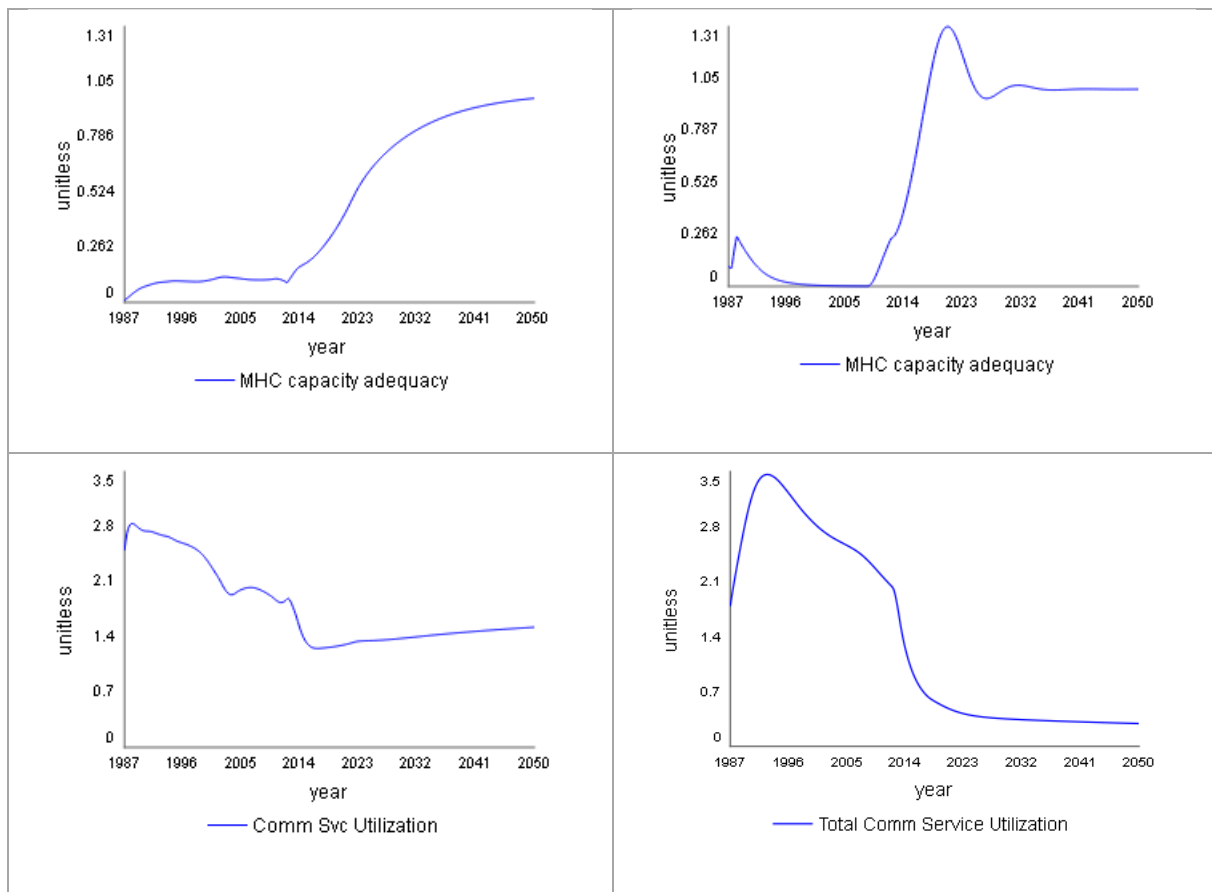 1.31
1.05
0.786
0.524
0.262
0
unitless
1987 1996 2005 2014 2023 2032 2041 2050
year
MHC capacity adequacy
1.31
1.05
0.787
0.525
0.262
0
unitless
1987 1996 2005 2014 2023 2032 2041 2050
year
MHC capacity adequacy
3.5
2.8
2.1
1.4
0.7
0
unitless
1987 1996 2005 2014 2023 2032 2041 2050
year
Comm Svc Utilization
3.5
2.8
2.1
1.4
0.7
0
unitless
1987 1996 2005 2014 2023 2032 2041 2050
year
Total Comm Service Utilization